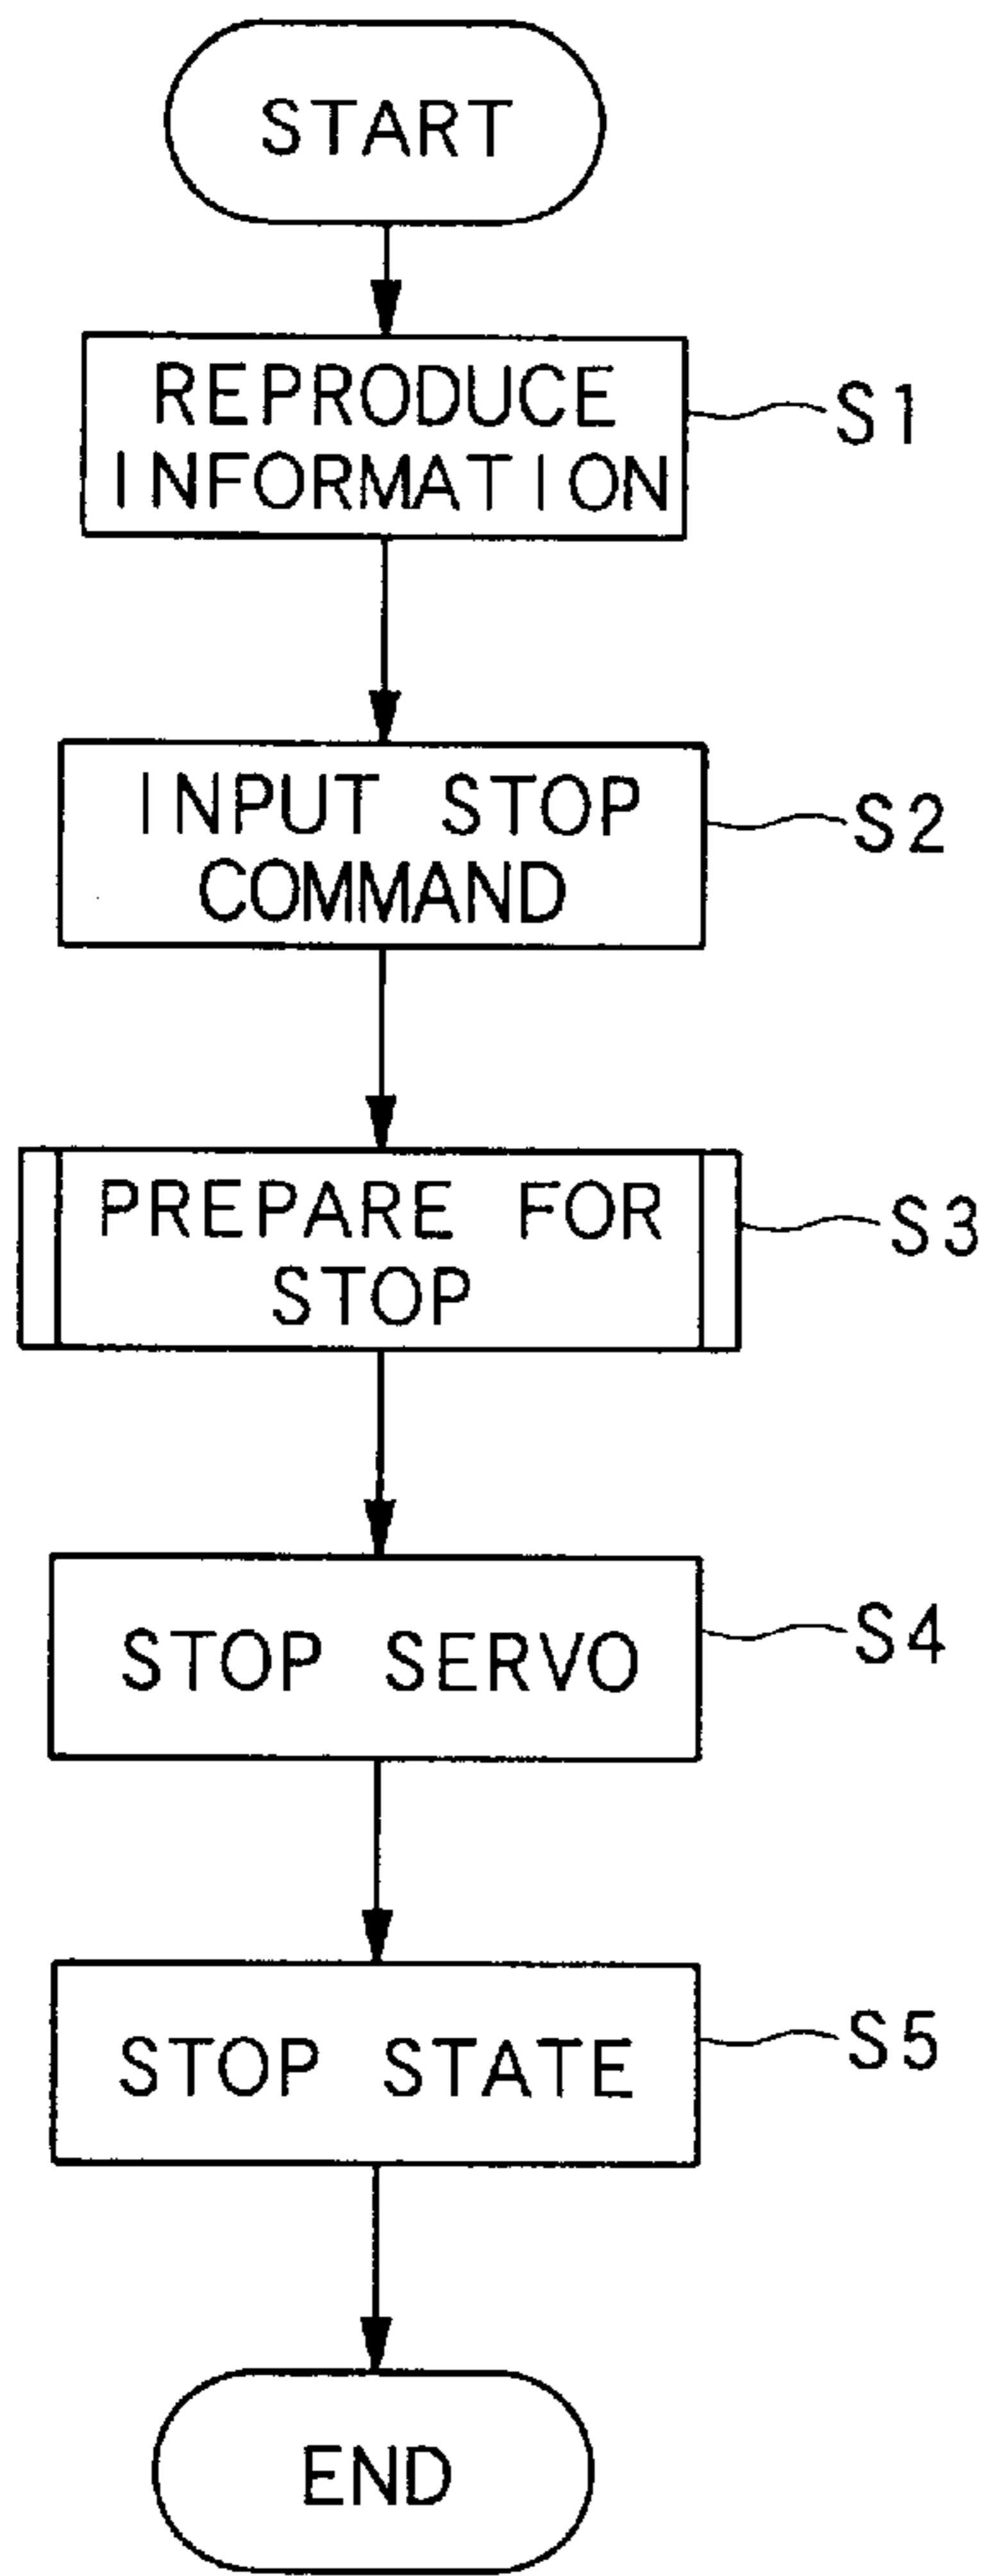 START
REPRODUCE
INFORMATION
S1
INPUT STOP
COMMAND
S2
PREPARE FOR
STOP
S3
STOP SERVO
S4
STOP STATE
S5
END